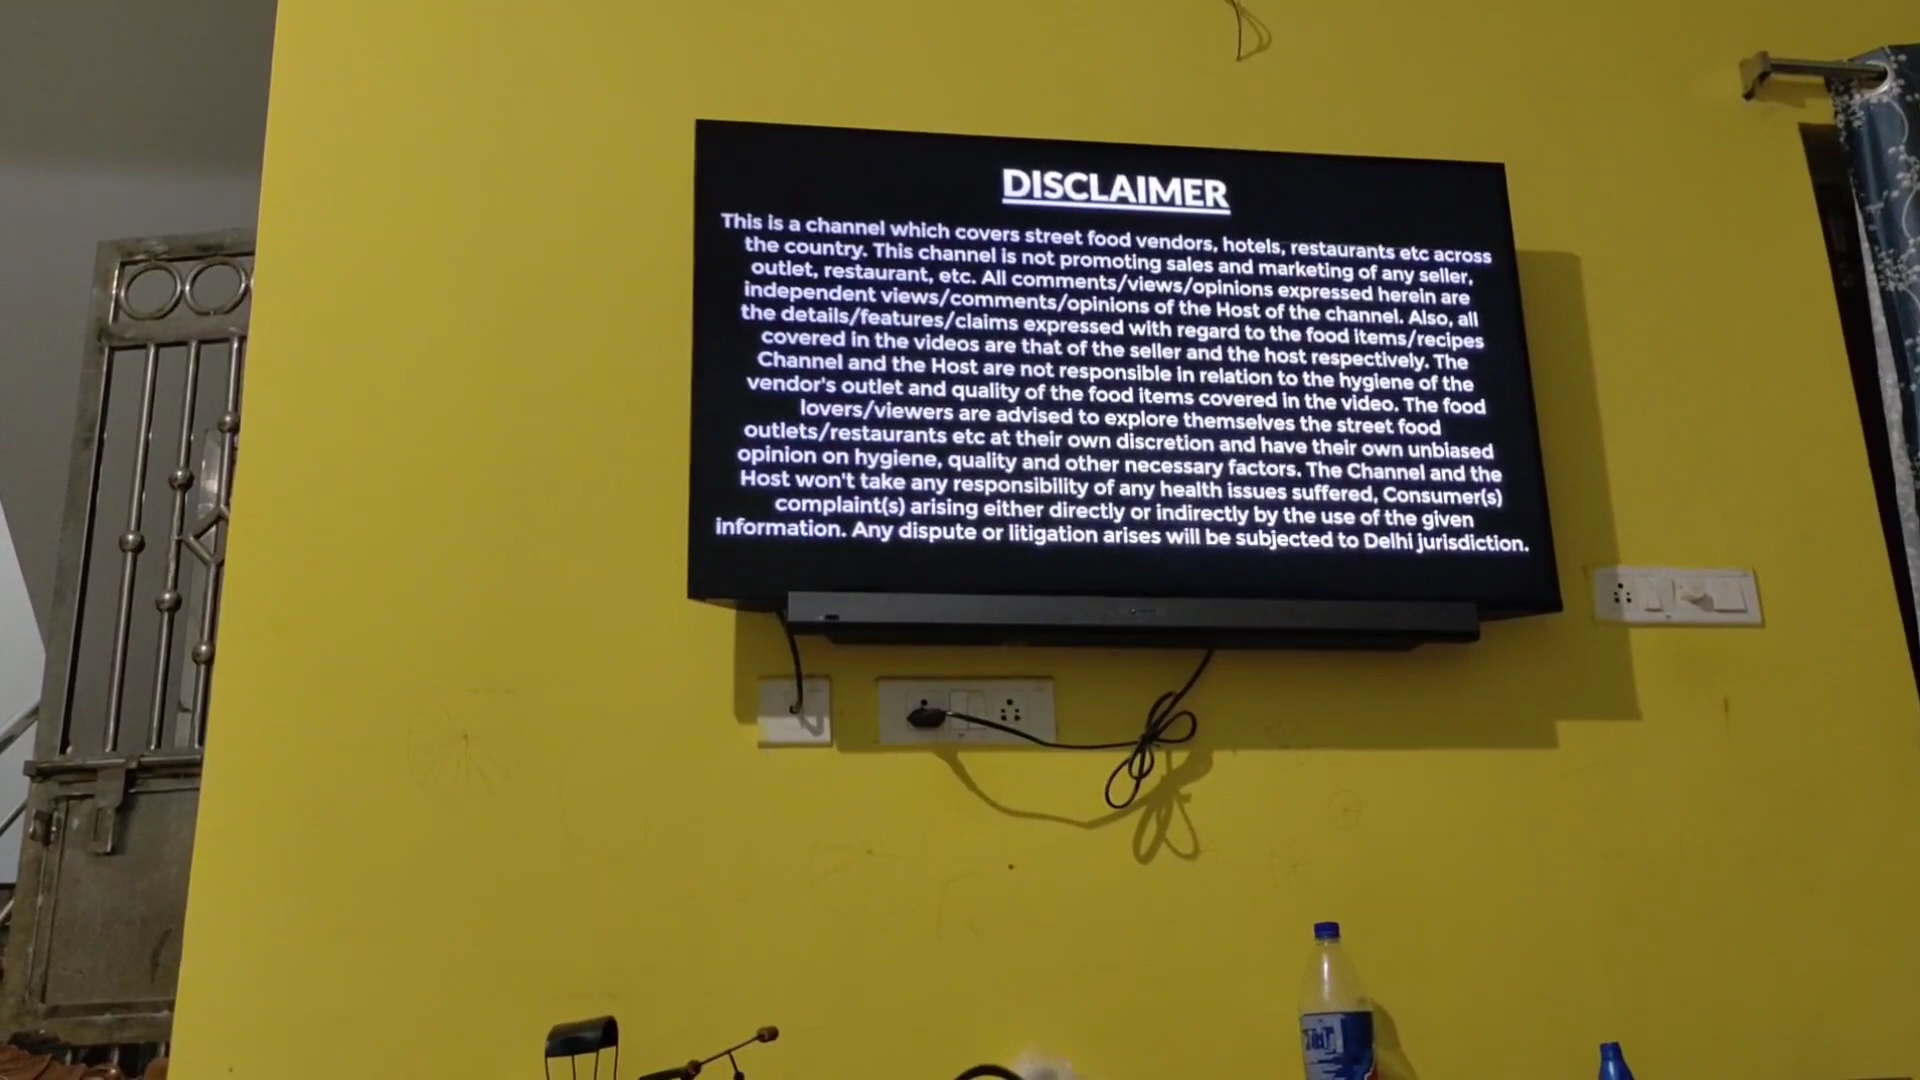 DISCLAIMER
This is a channel which covers street food vendors, hotels, restaurants etc across
the country. This channel is not promoting sales and marketing of any seller,
outlet, restaurant, etc. All comments/views/opinions expressed herein are
independent views/comments/opinions of the Host of the channel. Also, all
the details/features/claims expressed with regard to the food items/recipes
covered in the videos are that of the seller and the host respectively. The
Channel and the Host are not responsible in relation to the hygiene of the
vendor's outlet and quality of the food items covered in the video. The food
lovers/viewers are advised to explore themselves the street food
outlets/restaurants etc at their own discretion and have their own unbiased
opinion on hygiene, quality and other necessary factors. The Channel and the
Host won't take any responsibility of any health issues suffered, Consumer(s)
complaint(s) arising either directly or indirectly by the use of the given
information. Any dispute or litigation arises will be subjected to Delhi jurisdiction.